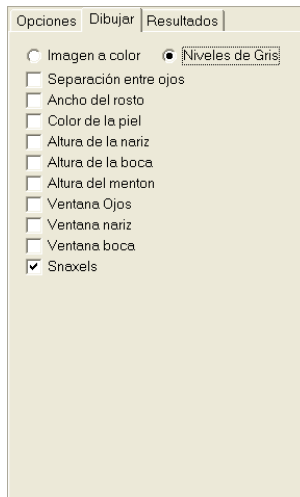 Opciones Dibujar Resultados
Imagen a color Niveles de Gris
Separación entre ojos
Ancho del rosto
Color de la piel
Altura de la nariz
Altura de la boca
Altura del menton
Ventana Ojos
Ventana nariz
Ventana boca
Snaxels